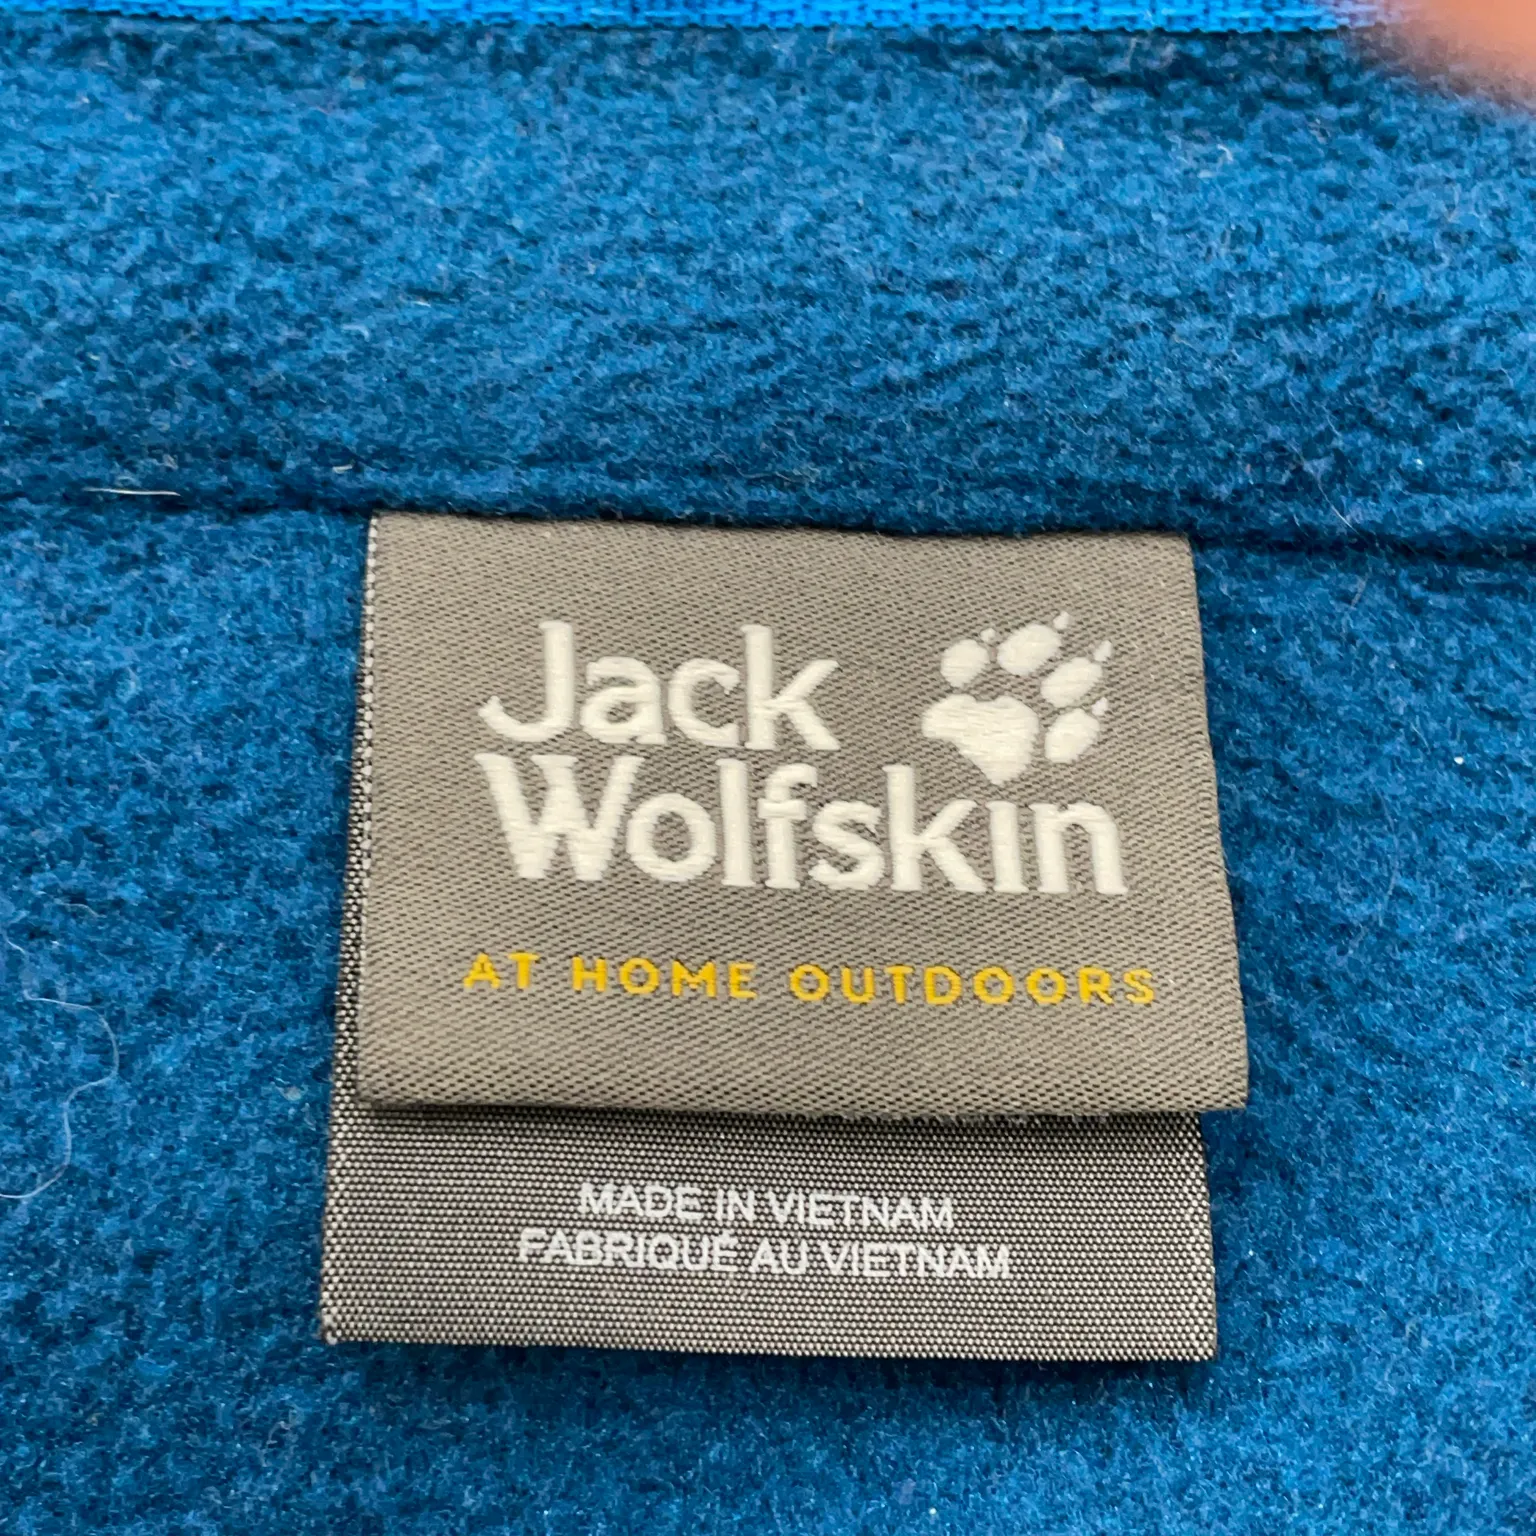 Jack
Wolfskin
AT HOME OUTDOORS
MADE IN VIETNAM
FABRIQUÉ AU VIETNAM